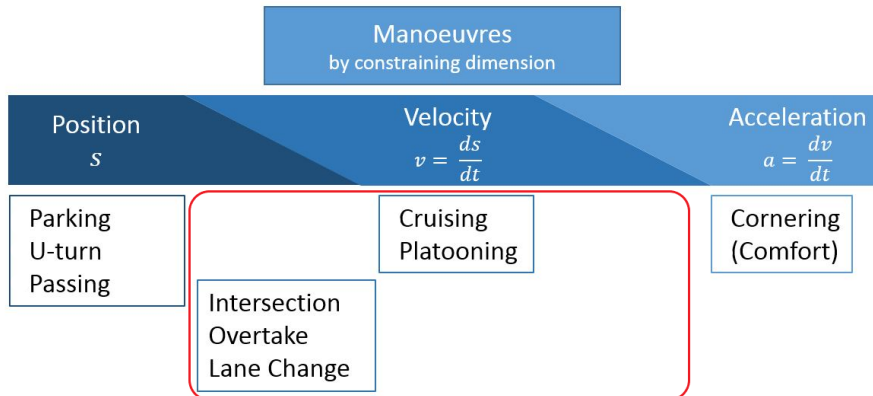 Manoeuvres
by constraining dimension
Position
s
Velocity
v = ds/dt
Acceleration
a = dv/dt
Parking
U-turn
Passing
Cruising
Platooning
Cornering
(Comfort)
Intersection
Overtake
Lane Change